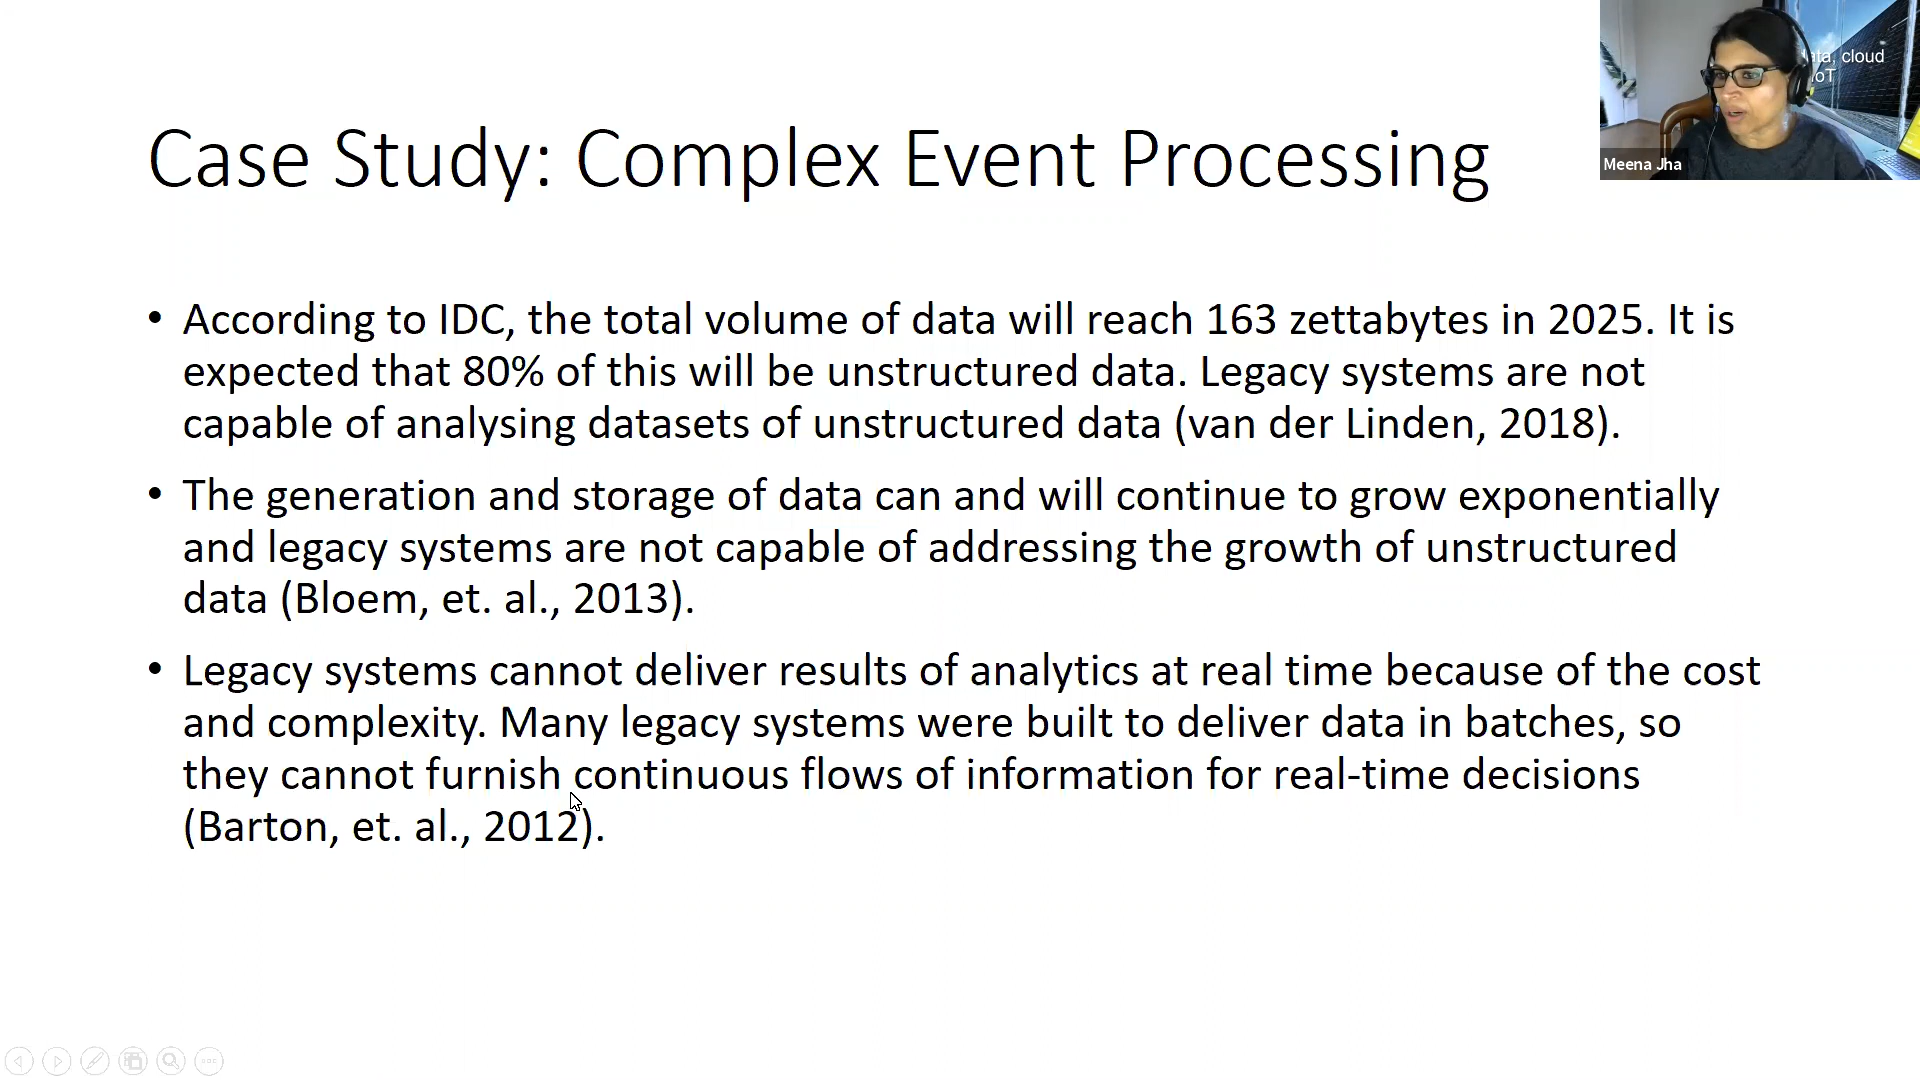 Case Study: Complex Event Processing
cloud
IoT
Meena Jha
• According to IDC, the total volume of data will reach 163 zettabytes in 2025. It is
expected that 80% of this will be unstructured data. Legacy systems are not
capable of analysing datasets of unstructured data (van der Linden, 2018).
• The generation and storage of data can and will continue to grow exponentially
and legacy systems are not capable of addressing the growth of unstructured
data (Bloem, et. al., 2013).
• Legacy systems cannot deliver results of analytics at real time because of the cost
and complexity. Many legacy systems were built to deliver data in batches, so
they cannot furnish continuous flows of information for real-time decisions
(Barton, et. al., 2012).